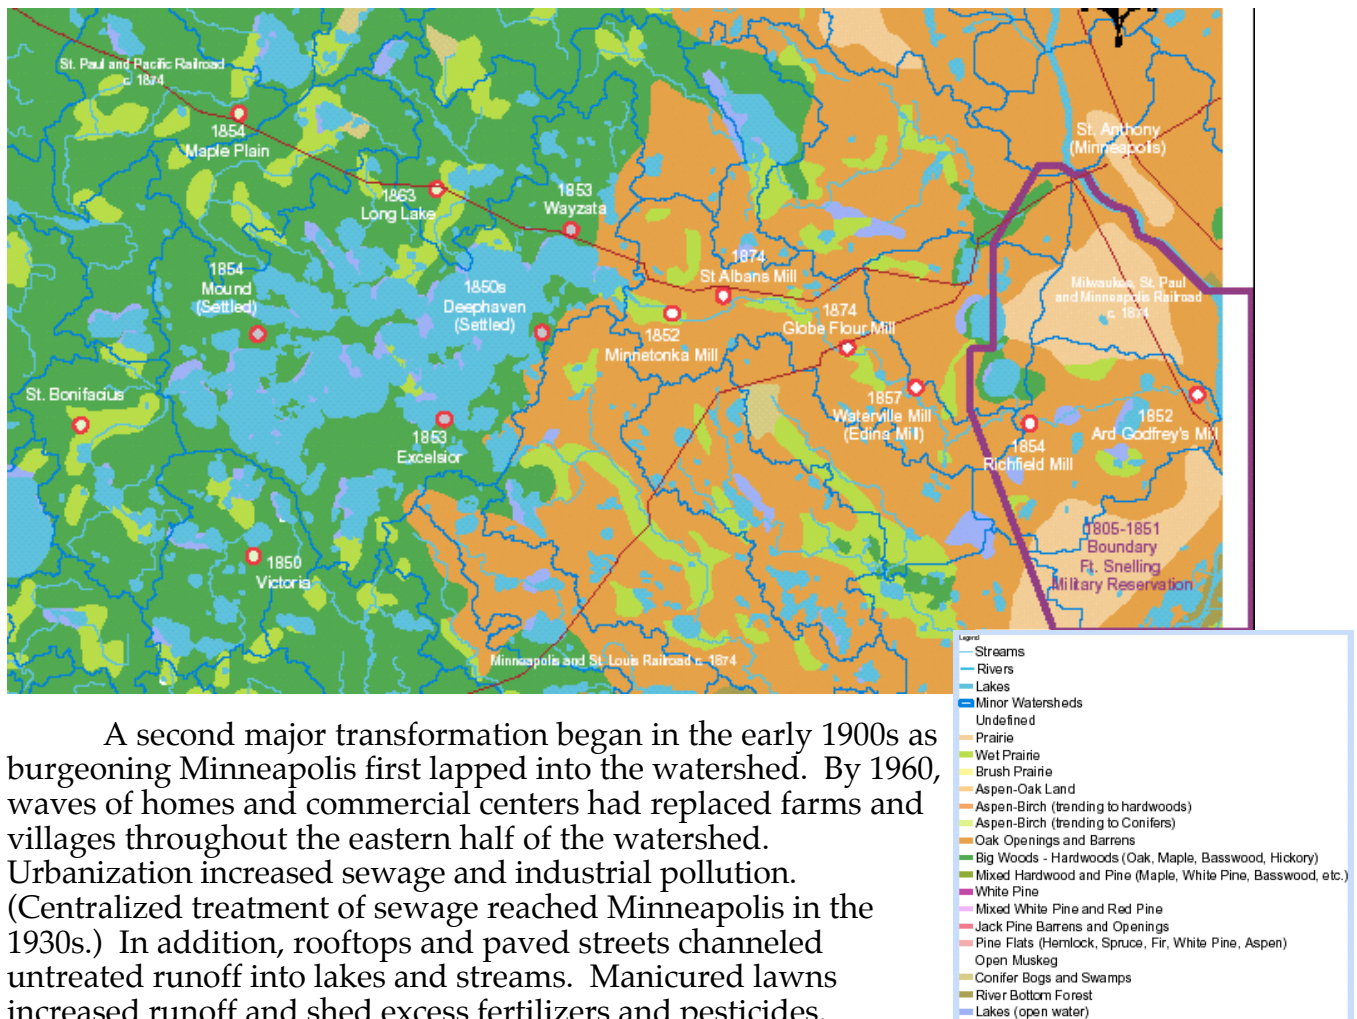 St. Paul and Pacific Railroad
c. 1874
1854
Maple Plain
1863
Long Lake
1853
Wayzata
St. Anthony
(Minneapolis)
1854
Mound
(Settled)
1850s
Deephaven
(Settled)
1874
St Albans Mill
1852
Minnetonka Mill
1874
Globe Flour Mill
Milwaukee, St. Paul
and Minneapolis Railroad
c. 1874
St. Bonifacius
1853
Excelsior
1857
Waterville Mill
(Edina Mill)
1854
Richfield Mill
1852
Ard Godfrey's Mill
1850
Victoria
1805-1851
Boundary
Ft. Snelling
Military Reservation
Minneapolis and St. Louis Railroad c. 1874
Legend
Streams
Rivers
Lakes
Minor Watersheds
Undefined
Prairie
Wet Prairie
Brush Prairie
Aspen-Oak Land
Aspen-Birch (trending to hardwoods)
Aspen-Birch (trending to Conifers)
Oak Openings and Barrens
Big Woods - Hardwoods (Oak, Maple, Basswood, Hickory)
Mixed Hardwood and Pine (Maple, White Pine, Basswood, etc.)
White Pine
Mixed White Pine and Red Pine
Jack Pine Barrens and Openings
Pine Flats (Hemlock, Spruce, Fir, White Pine, Aspen)
Open Muskeg
Conifer Bogs and Swamps
River Bottom Forest
Lakes (open water)
A second major transformation began in the early 1900s as
burgeoning Minneapolis first lapped into the watershed. By 1960,
waves of homes and commercial centers had replaced farms and
villages throughout the eastern half of the watershed.
Urbanization increased sewage and industrial pollution.
(Centralized treatment of sewage reached Minneapolis in the
1930s.) In addition, rooftops and paved streets channeled
untreated runoff into lakes and streams. Manicured lawns
increased runoff and shed excess fertilizers and pesticides.